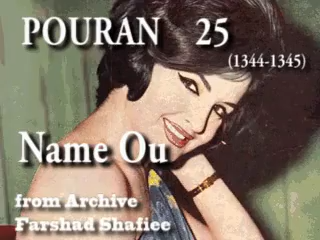 POURAN 25
(1344-1345)
Name Ou
from Archive
Farshad Shafiee